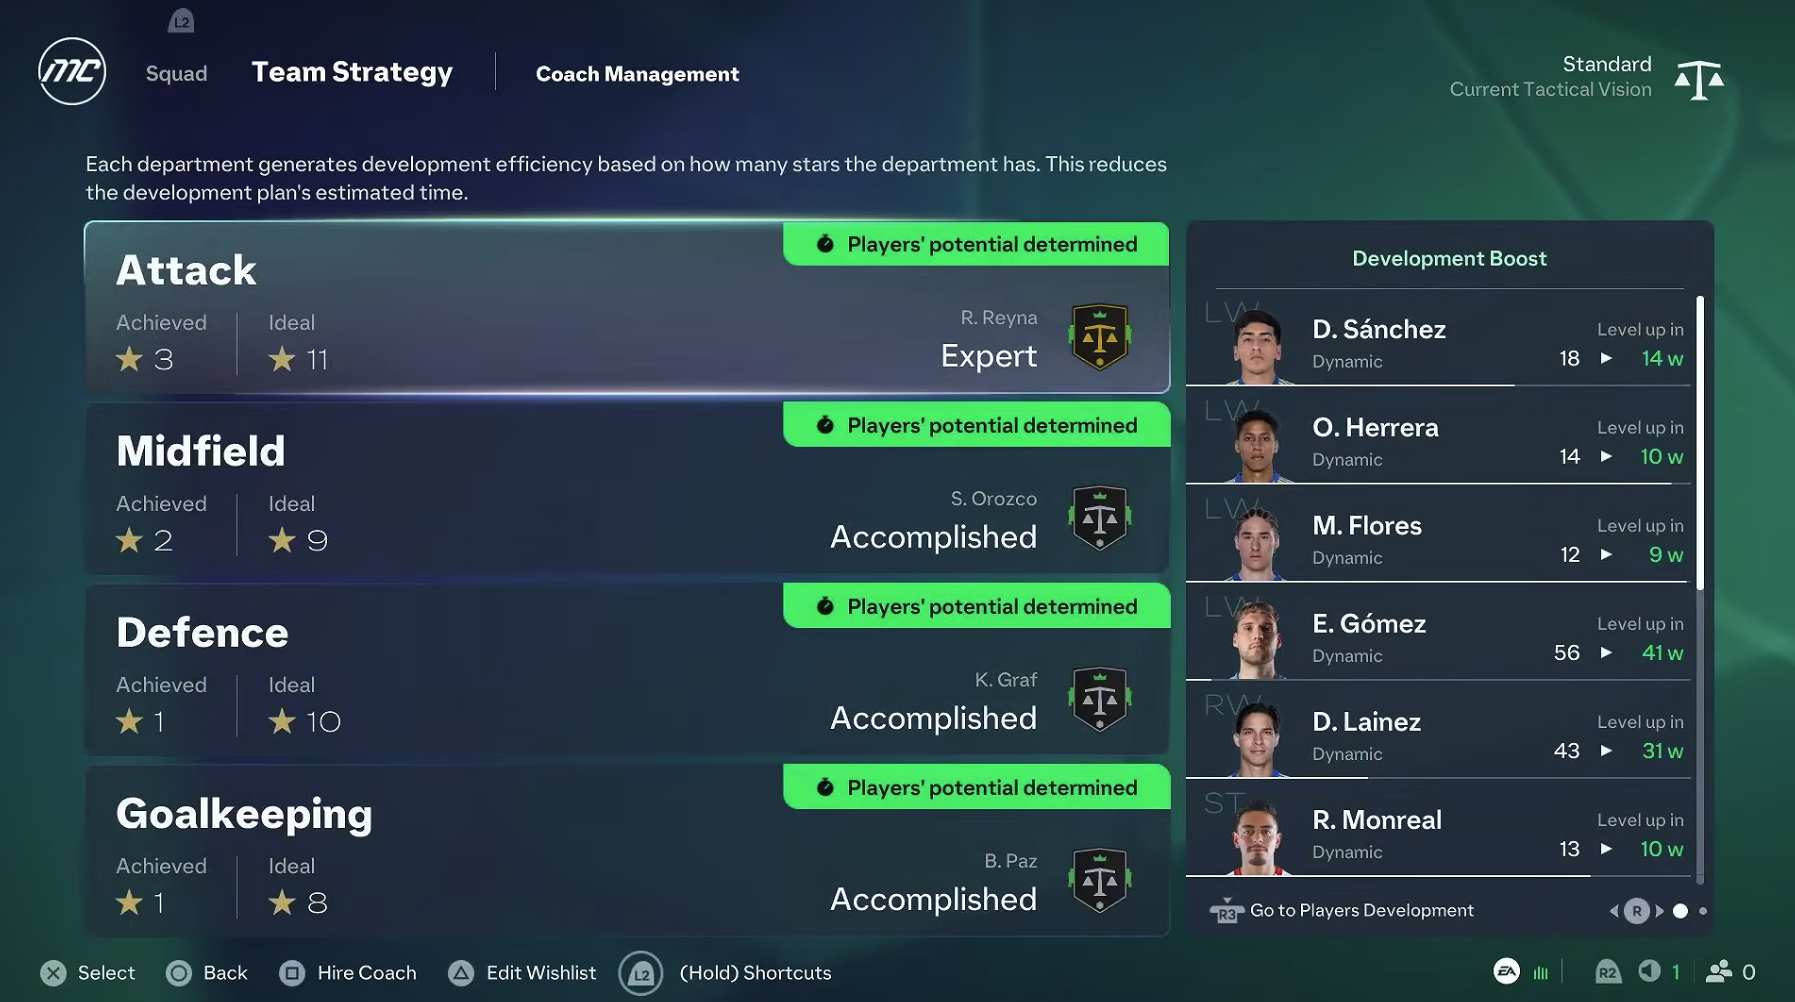 L2
MC
Squad
Team Strategy
Coach Management
Standard
Current Tactical Vision
Each department generates development efficiency based on how many stars the department has. This reduces
the development plan's estimated time.
Attack
Players' potential determined
Achieved
Ideal
3
11
R. Reyna
Expert
Midfield
Players' potential determined
Achieved
Ideal
2
9
S. Orozco
Accomplished
Defence
Players' potential determined
Achieved
Ideal
1
10
K. Graf
Accomplished
Goalkeeping
Players' potential determined
Achieved
Ideal
1
8
B. Paz
Accomplished
Development Boost
LW
D. Sánchez
Level up in
Dynamic
18 ▶ 14 w
LW
O. Herrera
Level up in
Dynamic
14 ▶ 10 w
LW
M. Flores
Level up in
Dynamic
12 ▶ 9 w
LW
E. Gómez
Level up in
Dynamic
56 ▶ 41 w
RW
D. Lainez
Level up in
Dynamic
43 ▶ 31 w
ST
R. Monreal
Level up in
Dynamic
13 ▶ 10 w
R3 Go to Players Development
R
Select
Back
Hire Coach
Edit Wishlist
L2 (Hold) Shortcuts
EA
R2
1
0